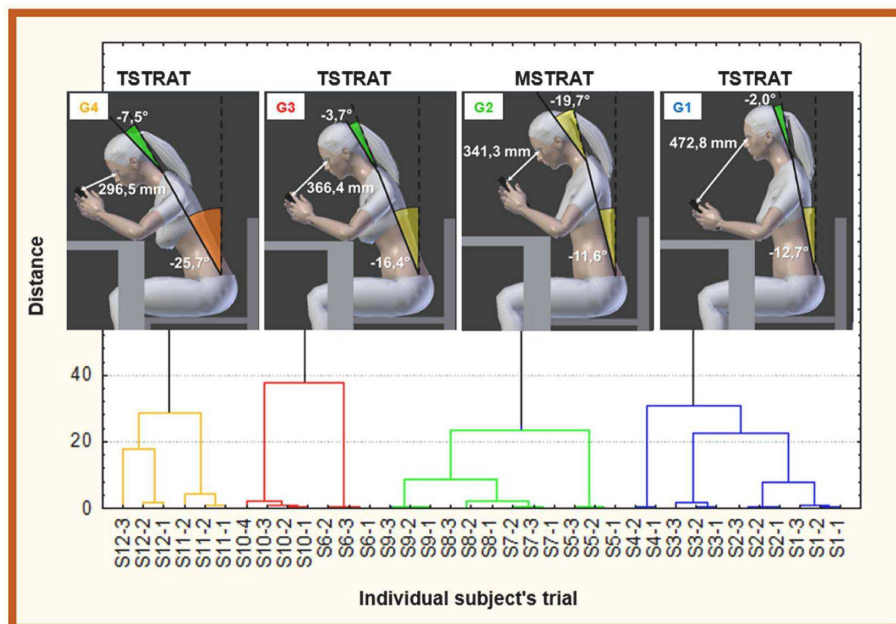 TSTRAT
TSTRAT
MSTRAT
TSTRAT
G4
-7,5°
296,5 mm
-25,7°
G3
-3,7°
366,4 mm
-16,4°
G2
-19,7°
341,3 mm
-11,6°
G1
-2,0°
472,8 mm
-12,7°
Distance
40
20
0
S12-3
S12-2
S12-1
S11-2
S11-2
S11-1
S10-4
S10-3
S10-2
S10-1
S6-2
S6-3
S6-1
S9-3
S9-2
S9-1
S8-3
S8-2
S8-1
S7-2
S7-3
S7-1
S5-3
S5-2
S5-1
S4-2
S4-1
S3-3
S3-2
S3-1
S2-3
S2-2
S2-1
S1-3
S1-2
S1-1
Individual subject's trial